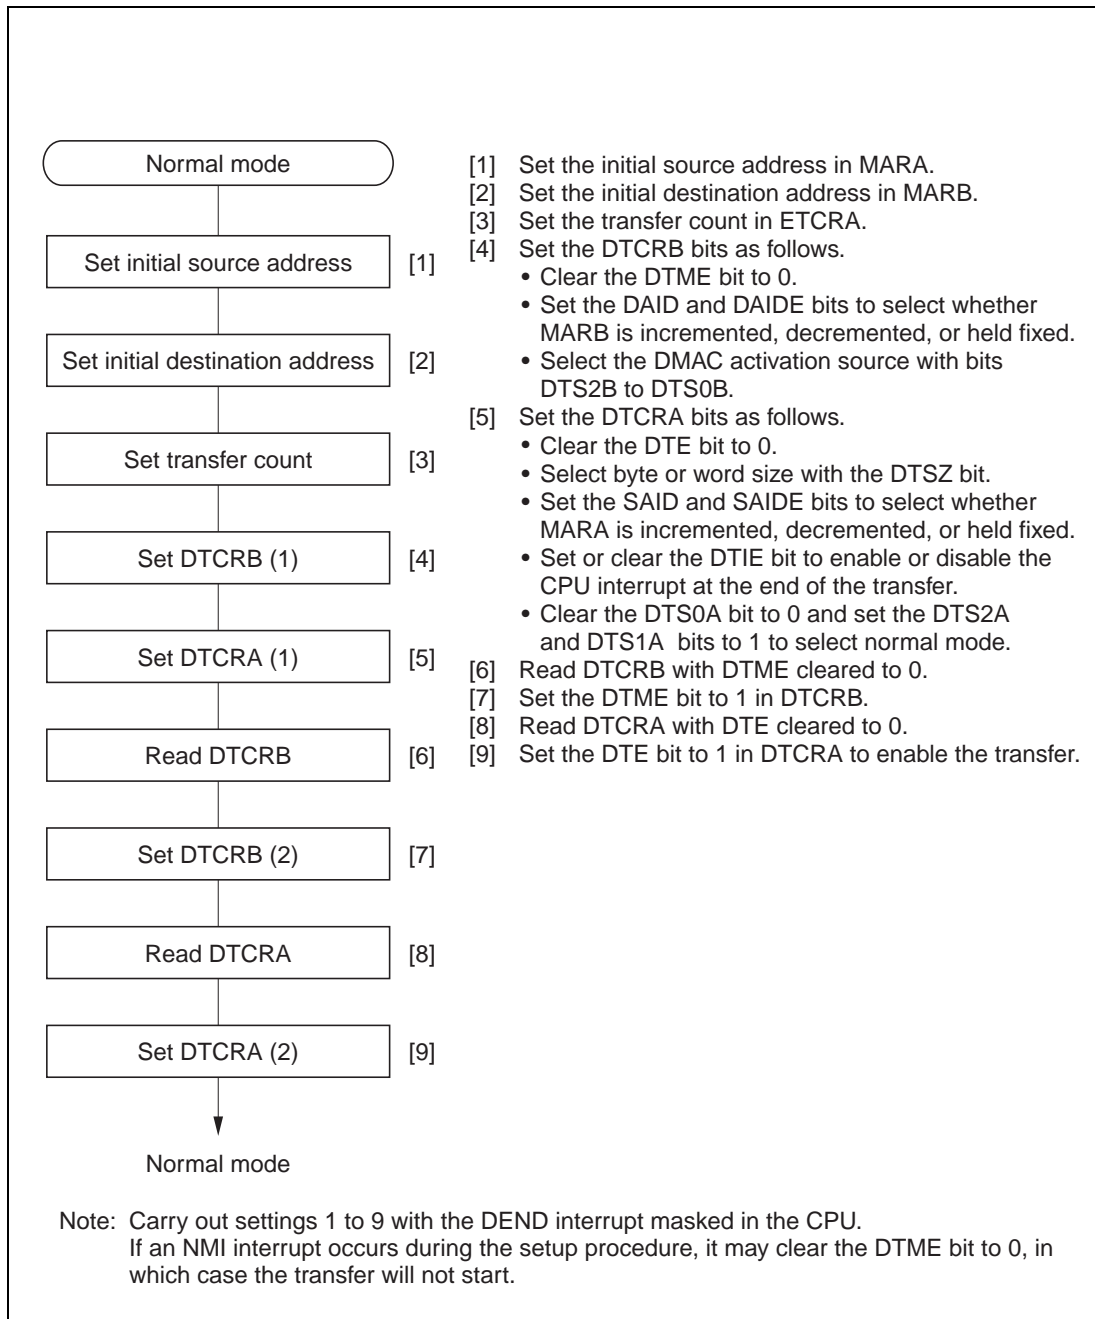 Normal mode
Set initial source address [1]
Set initial destination address [2]
Set transfer count [3]
Set DTCRB (1) [4]
Set DTCRA (1) [5]
Read DTCRB [6]
Set DTCRB (2) [7]
Read DTCRA [8]
Set DTCRA (2) [9]
Normal mode
[1] Set the initial source address in MARA.
[2] Set the initial destination address in MARB.
[3] Set the transfer count in ETCRA.
[4] Set the DTCRB bits as follows.
• Clear the DTME bit to 0.
• Set the DAID and DAIDE bits to select whether
MARB is incremented, decremented, or held fixed.
• Select the DMAC activation source with bits
DTS2B to DTS0B.
[5] Set the DTCRA bits as follows.
• Clear the DTE bit to 0.
• Select byte or word size with the DTSZ bit.
• Set the SAID and SAIDE bits to select whether
MARA is incremented, decremented, or held fixed.
• Set or clear the DTIE bit to enable or disable the
CPU interrupt at the end of the transfer.
• Clear the DTS0A bit to 0 and set the DTS2A
and DTS1A bits to 1 to select normal mode.
[6] Read DTCRB with DTME cleared to 0.
[7] Set the DTME bit to 1 in DTCRB.
[8] Read DTCRA with DTE cleared to 0.
[9] Set the DTE bit to 1 in DTCRA to enable the transfer.
Note: Carry out settings 1 to 9 with the DEND interrupt masked in the CPU.
If an NMI interrupt occurs during the setup procedure, it may clear the DTME bit to 0, in
which case the transfer will not start.